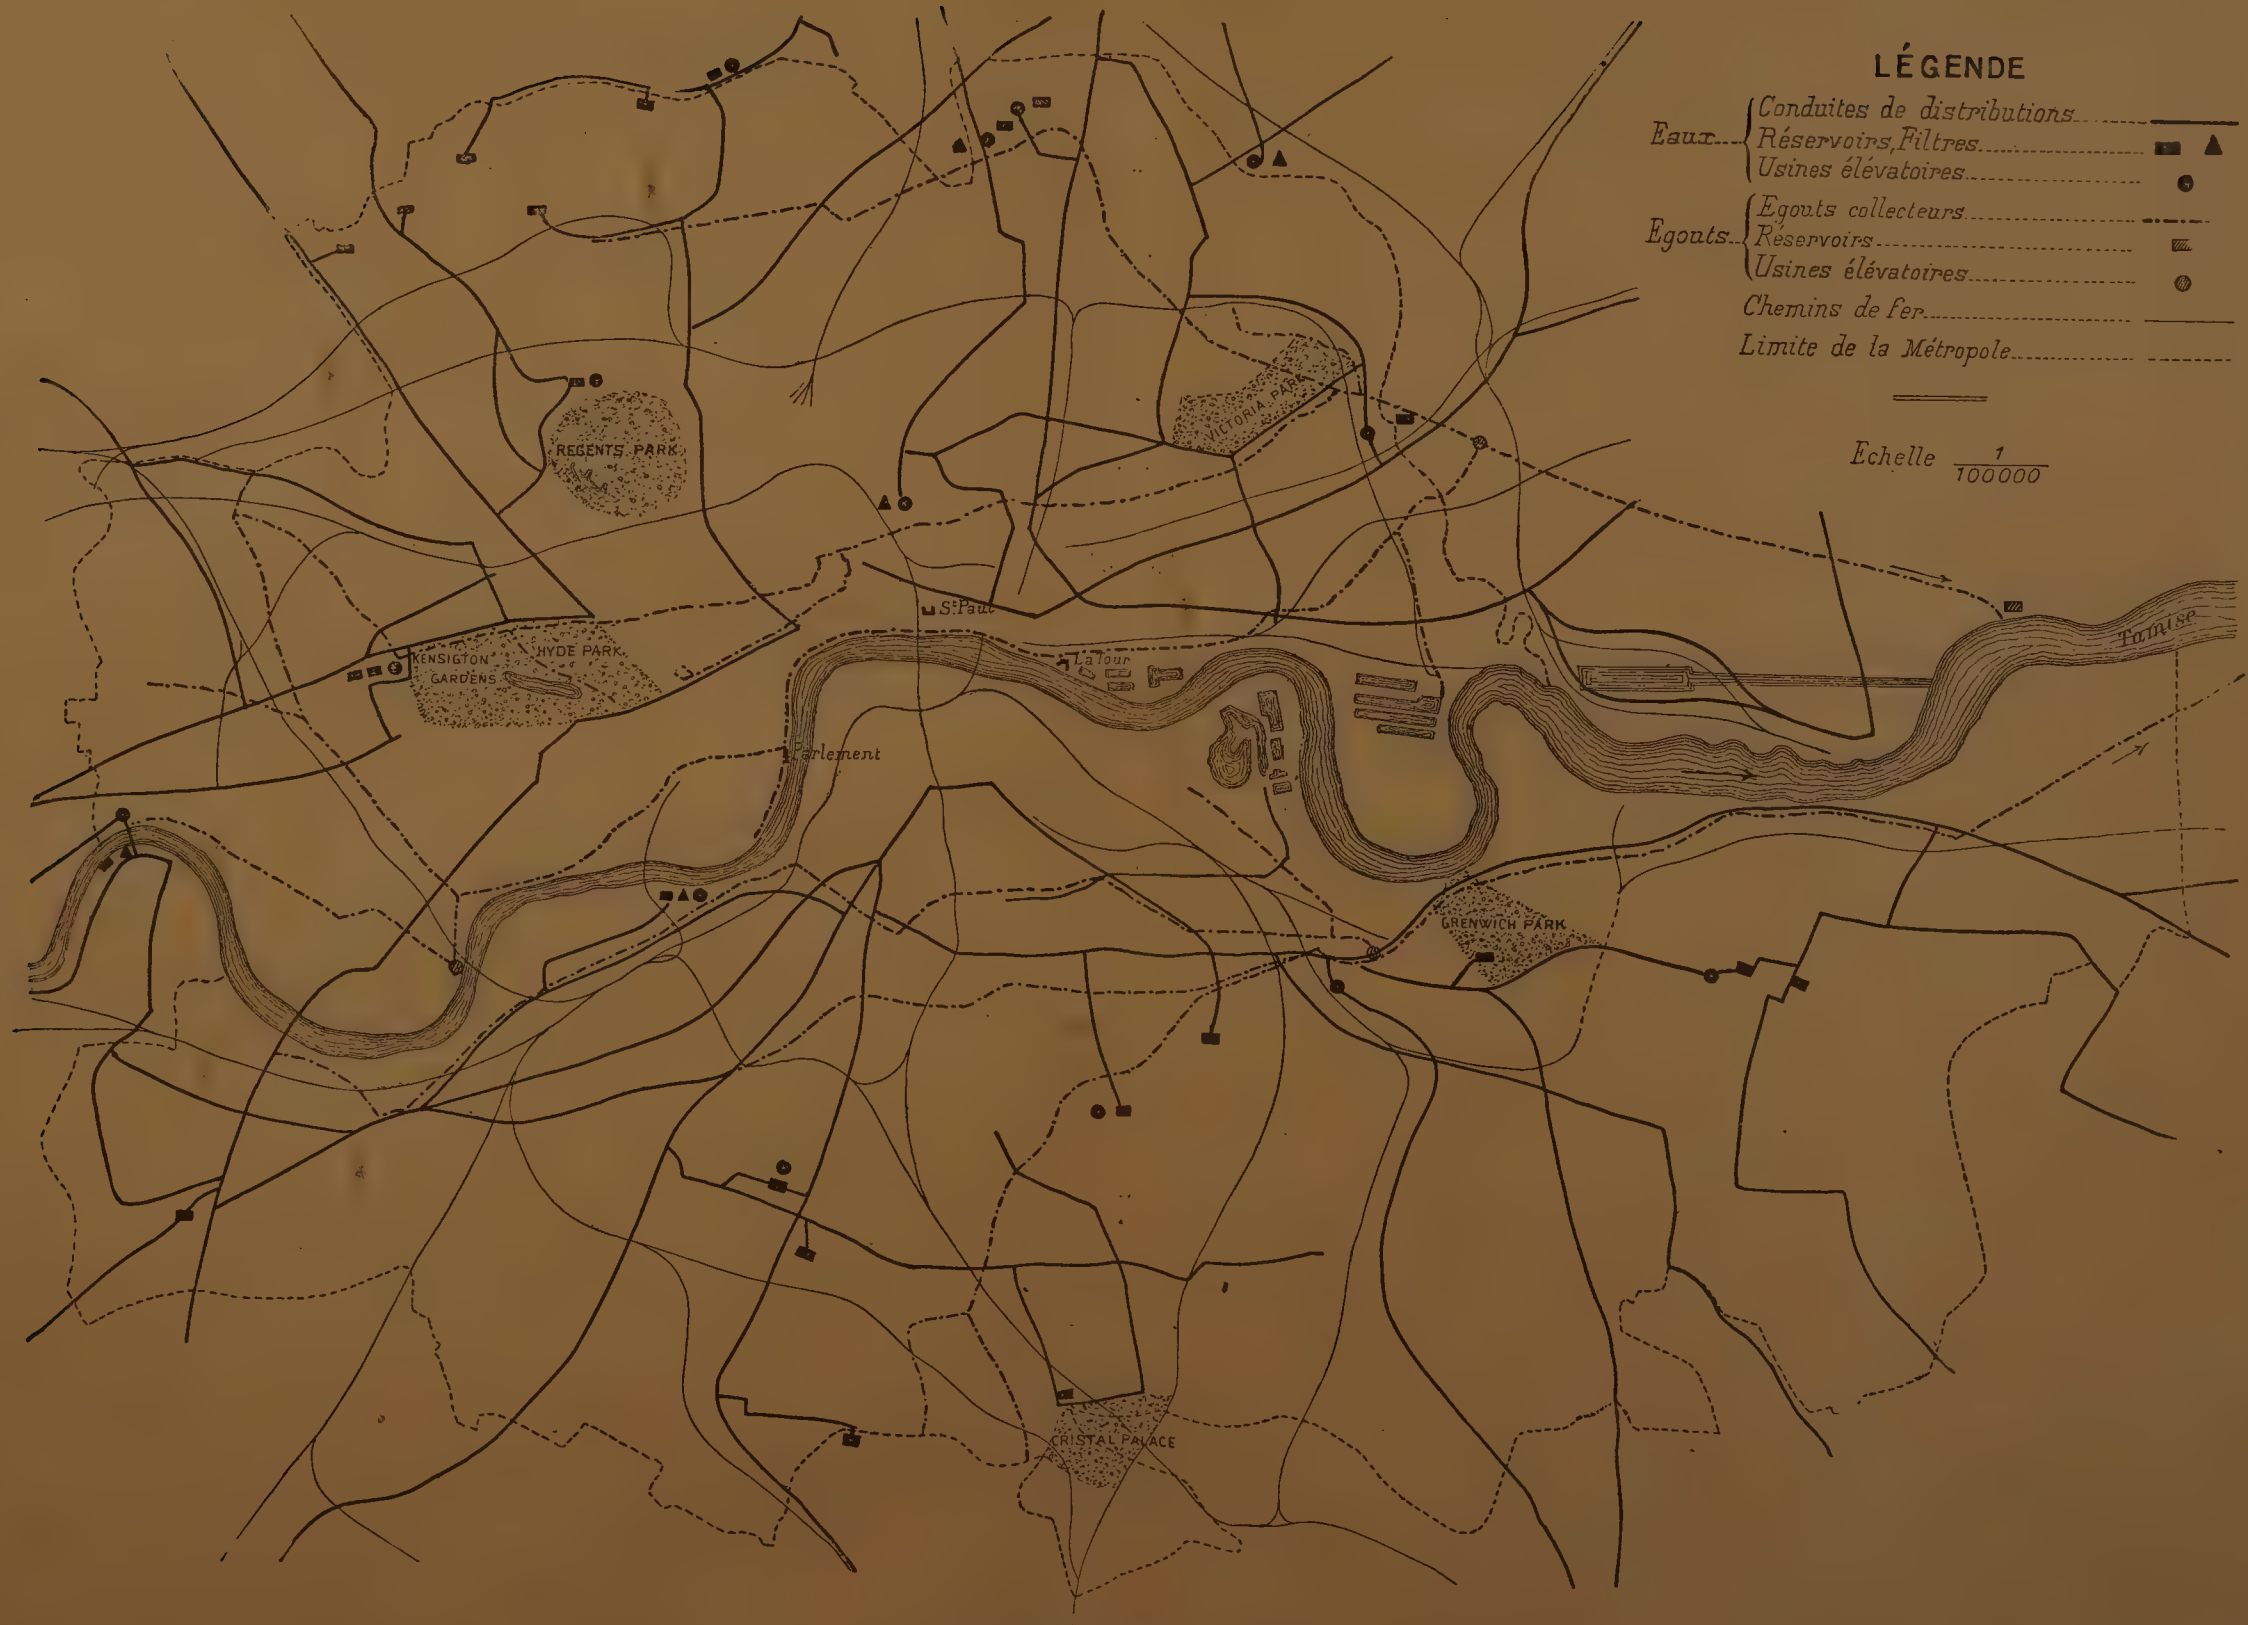 LÉGENDE
Eaux
Conduites de distributions
Réservoirs, Filtres
Usines élévatoires
Egouts
Egouts collecteurs
Réservoirs
Usines élévatoires
Chemins de fer
Limite de la Métropole
Echelle 1
100000
VICTORIA PARK
REGENTS PARK
St Paul
Tamise
KENSIGTON
GARDENS
HYDE PARK
La Tour
Parlement
GRENWICH PARK
CRISTAL PALACE